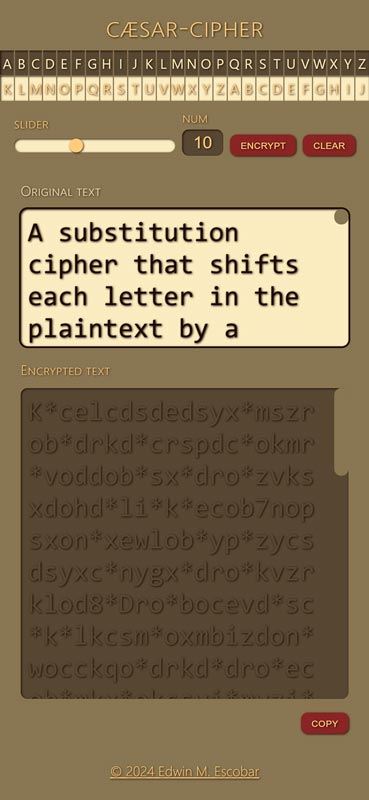 CÆSAR-CIPHER
A B C D E F G H I J K L M N O P Q R S T U V W X Y Z
K L M N O P Q R S T U V W X Y Z A B C D E F G H I J
SLIDER
NUM
10
ENCRYPT
CLEAR
Original text
A substitution
cipher that shifts
each letter in the
plaintext by a
Encrypted text
K*celcdsdedsyx*mszr
ob*drkd*crspdc*okmr
*voddob*sx*dro*zvks
xdohd*li*k*ecob7nop
sxon*xewlob*yp*zycs
dsyxc*nygx*dro*kvzr
klod8*Dro*bocevd*sc
*k*lkcsm*oxmbizdon*
wocckqo*drkd*dro*ec
COPY
© 2024 Edwin M. Escobar